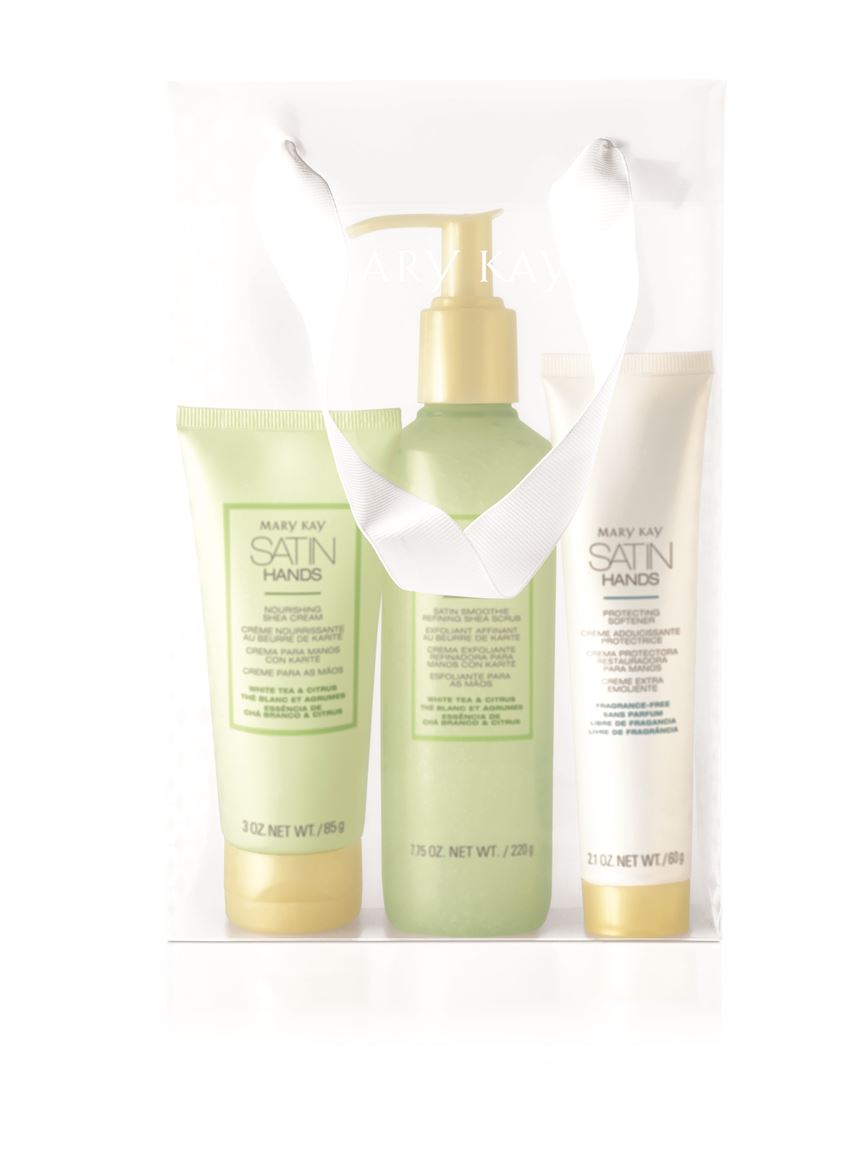 ARY KAY
MARY KAY
SATIN
HANDS
NOURISHING
SHEA CREAM
CRÈME NOURRISSANTE
AU BEURRE DE KARITÉ
CREMA PARA MANOS
CON KARITÉ
CREME PARA AS MÃOS
WHITE TEA & CITRUS
THÉ BLANC ET AGRUMES
ESSÊNCIA DE
CHÁ BRANCO & CITRUS
3 OZ. NET WT. / 85 g
SATIN SMOOTHIE
REFINING SHEA SCRUB
EXFOLIANT AFFINANT
AU BEURRE DE KARITÉ
CREMA EXFOLIANTE
REFINADORA PARA
MANOS CON KARITÉ
ESFOLIANTE PARA
AS MÃOS
WHITE TEA & CITRUS
THÉ BLANC ET AGRUMES
ESSÊNCIA DE
CHÁ BRANCO & CITRUS
7.75 OZ. NET WT. / 220 g
MARY KAY
SATIN
HANDS
PROTECTING
SOFTENER
CRÈME ADOUCISSANTE
PROTECTRICE
CREMA PROTECTORA
RESTAURADORA
PARA MANOS
CREME EXTRA
EMOLIENTE
FRAGRANCE-FREE
SANS PARFUM
LIBRE DE FRAGANCIA
LIVRE DE FRAGRÂNCIA
2.1 OZ. NET WT. / 60 g